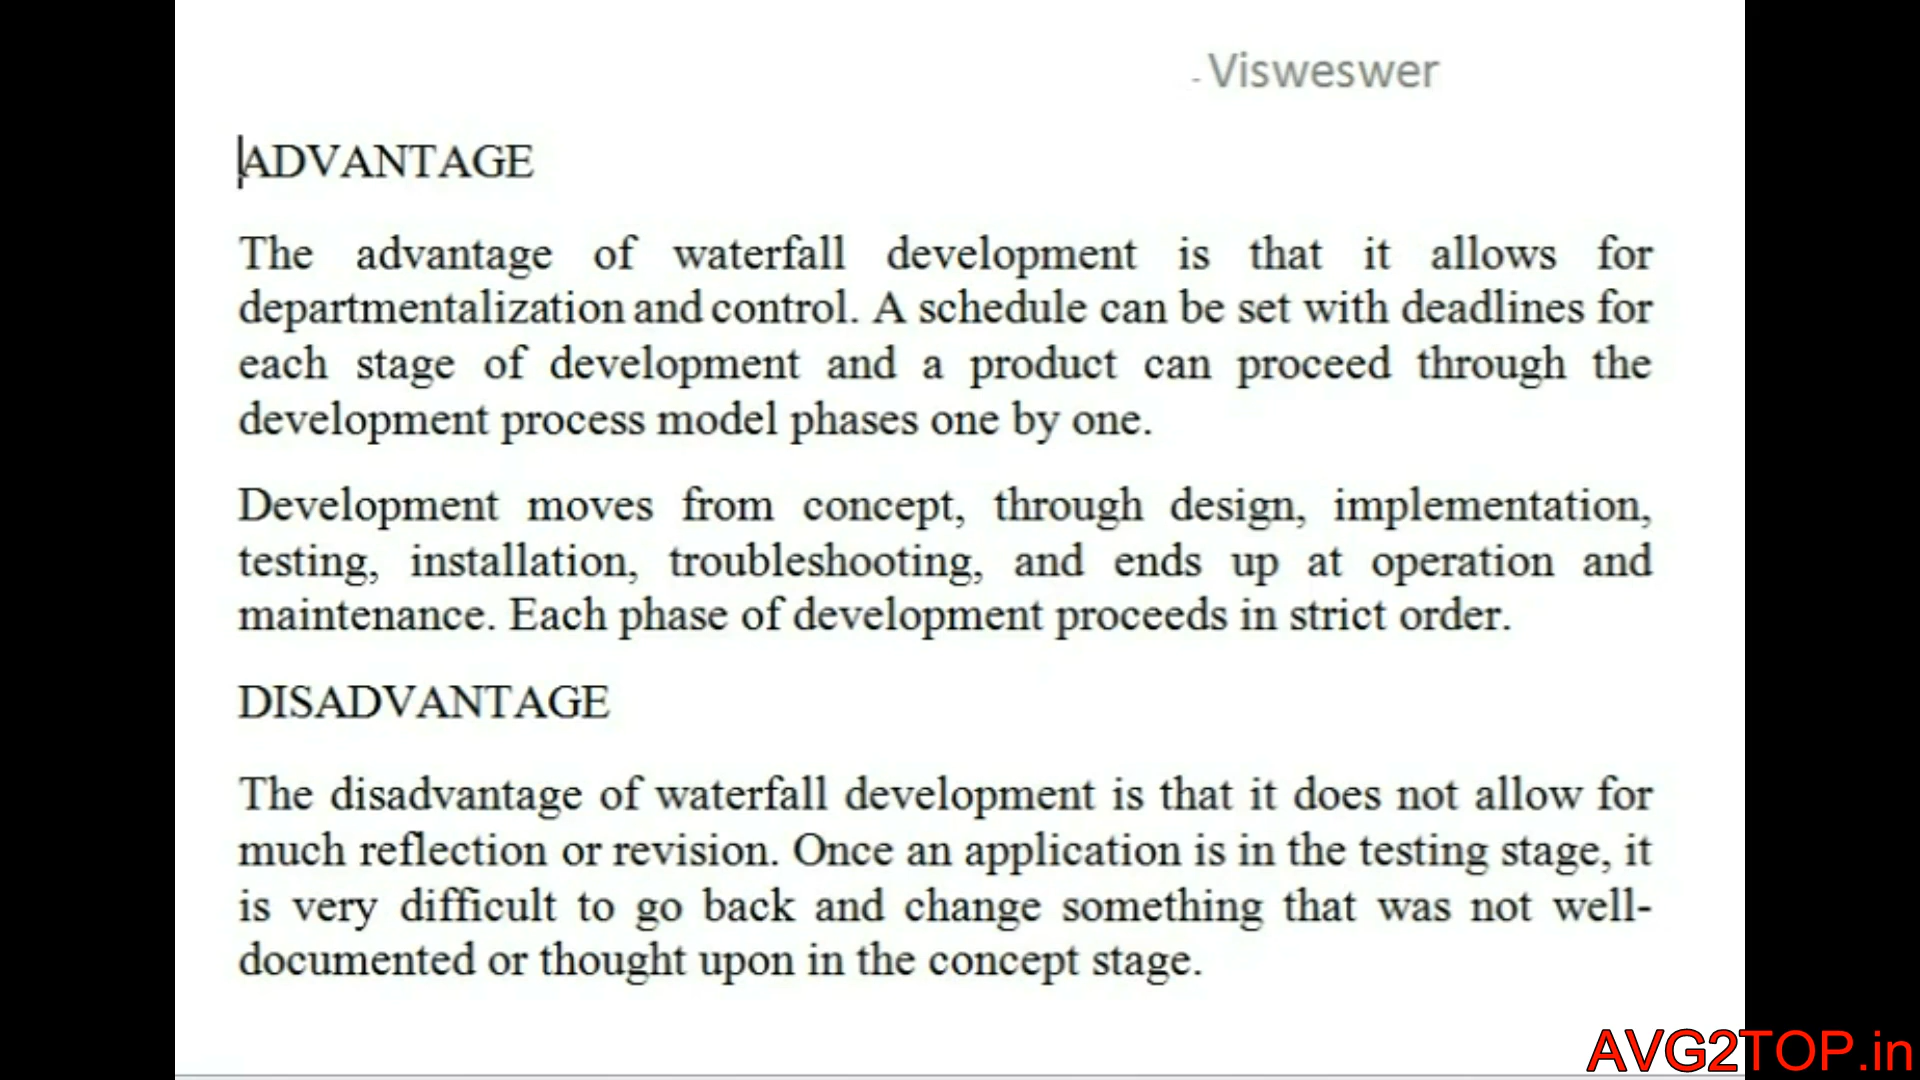 - Visweswer
ADVANTAGE
The advantage of waterfall development is that it allows for
departmentalization and control. A schedule can be set with deadlines for
each stage of development and a product can proceed through the
development process model phases one by one.
Development moves from concept, through design, implementation,
testing, installation, troubleshooting, and ends up at operation and
maintenance. Each phase of development proceeds in strict order.
DISADVANTAGE
The disadvantage of waterfall development is that it does not allow for
much reflection or revision. Once an application is in the testing stage, it
is very difficult to go back and change something that was not well-
documented or thought upon in the concept stage.
AVG2TOP.in